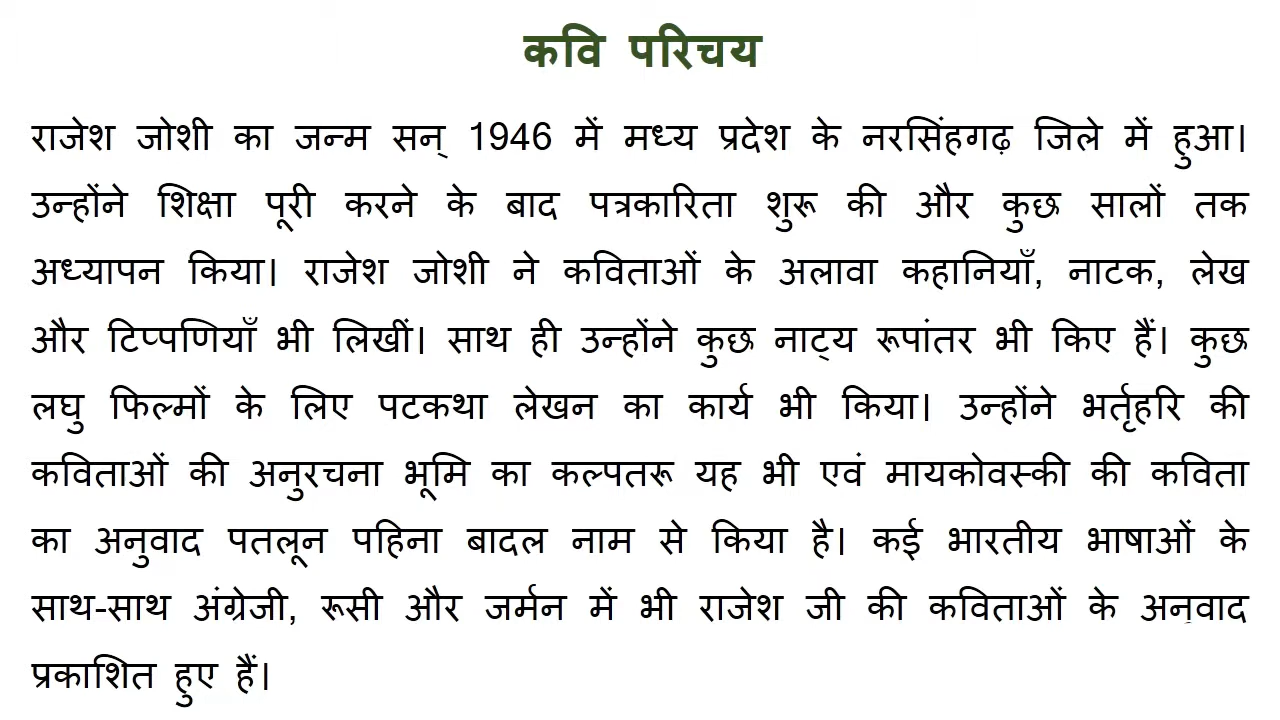 कवि परिचय
राजेश जोशी का जन्म सन् 1946 में मध्य प्रदेश के नरसिंहगढ़ जिले में हुआ।
उन्होंने शिक्षा पूरी करने के बाद पत्रकारिता शुरू की और कुछ सालों तक
अध्यापन किया। राजेश जोशी ने कविताओं के अलावा कहानियाँ, नाटक, लेख
और टिप्पणियाँ भी लिखीं। साथ ही उन्होंने कुछ नाट्य रूपांतर भी किए हैं। कुछ
लघु फिल्मों के लिए पटकथा लेखन का कार्य भी किया। उन्होंने भर्तृहरि की
कविताओं की अनुरचना भूमि का कल्पतरू यह भी एवं मायकोवस्की की कविता
का अनुवाद पतलून पहिना बादल नाम से किया है। कई भारतीय भाषाओं के
साथ-साथ अंग्रेजी, रूसी और जर्मन में भी राजेश जी की कविताओं के अनुवाद
प्रकाशित हुए हैं।